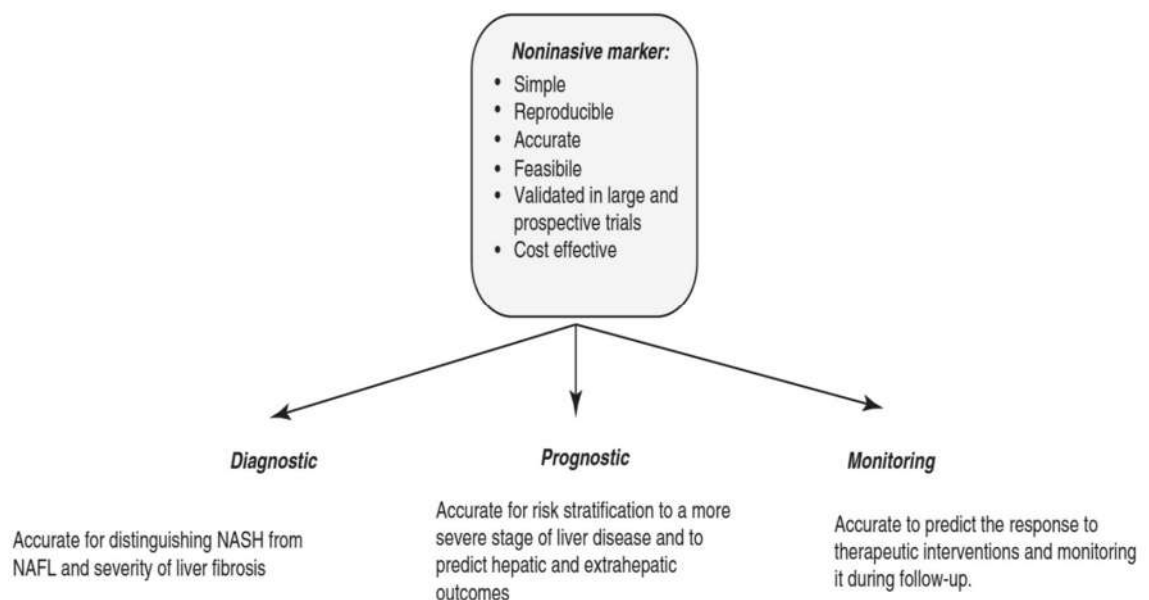 Noninasive marker:
• Simple
• Reproducible
• Accurate
• Feasibile
• Validated in large and
prospective trials
• Cost effective
Diagnostic
Accurate for distinguishing NASH from
NAFL and severity of liver fibrosis
Prognostic
Accurate for risk stratification to a more
severe stage of liver disease and to
predict hepatic and extrahepatic
outcomes
Monitoring
Accurate to predict the response to
therapeutic interventions and monitoring
it during follow-up.